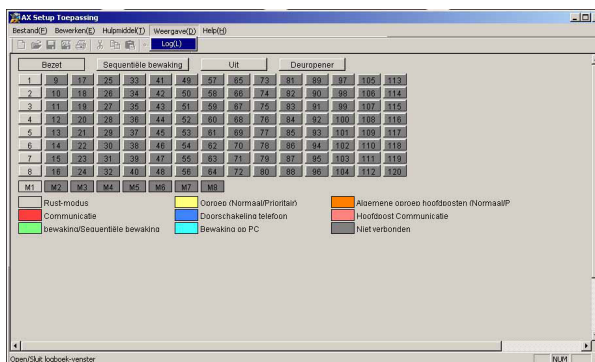 AX Setup Toepassing
Bestand(F) Bewerken(E) Hulpmiddel(T) Weergave(D) Help(H)
Log(L)
Bezet Sequentiële bewaking Uit Deuropener
1 9 17 25 33 41 49 57 65 73 81 89 97 105 113
2 10 18 26 34 42 50 58 66 74 82 90 98 106 114
3 11 19 27 35 43 51 59 67 75 83 91 99 107 115
4 12 20 28 36 44 52 60 68 76 84 92 100 108 116
5 13 21 29 37 45 53 61 69 77 85 93 101 109 117
6 14 22 30 38 46 54 62 70 78 86 94 102 110 118
7 15 23 31 39 47 55 63 71 79 87 95 103 111 119
8 16 24 32 40 48 56 64 72 80 88 96 104 112 120
M1 M2 M3 M4 M5 M6 M7 M8
Rust-modus Oproep (Normaal/Prioritair) Algemene oproep hoofdposten (Normaal/P
Communicatie Doorschakeling telefoon Hoofdpost Communicatie
bewaking/Sequentiële bewaking Bewaking op PC Niet verbonden
Open/Sluit logboek-venster NUM